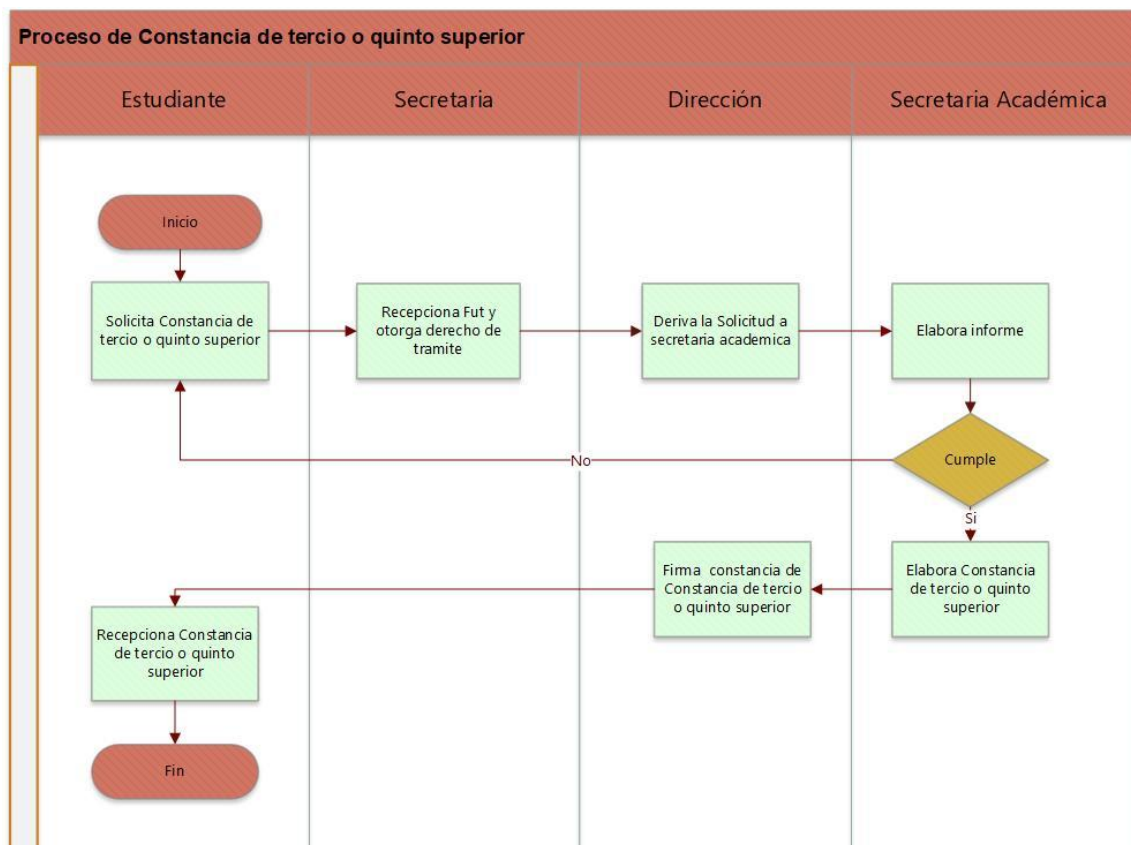 Proceso de Constancia de tercio o quinto superior
Estudiante
Secretaria
Dirección
Secretaria Académica
Inicio
Solicita Constancia de
tercio o quinto superior
Recepciona Fut y
otorga derecho de
tramite
Deriva la Solicitud a
secretaria academica
Elabora informe
Cumple
No
Si
Elabora Constancia
de tercio o quinto
superior
Firma constancia de
Constancia de tercio
o quinto superior
Recepciona Constancia
de tercio o quinto
superior
Fin